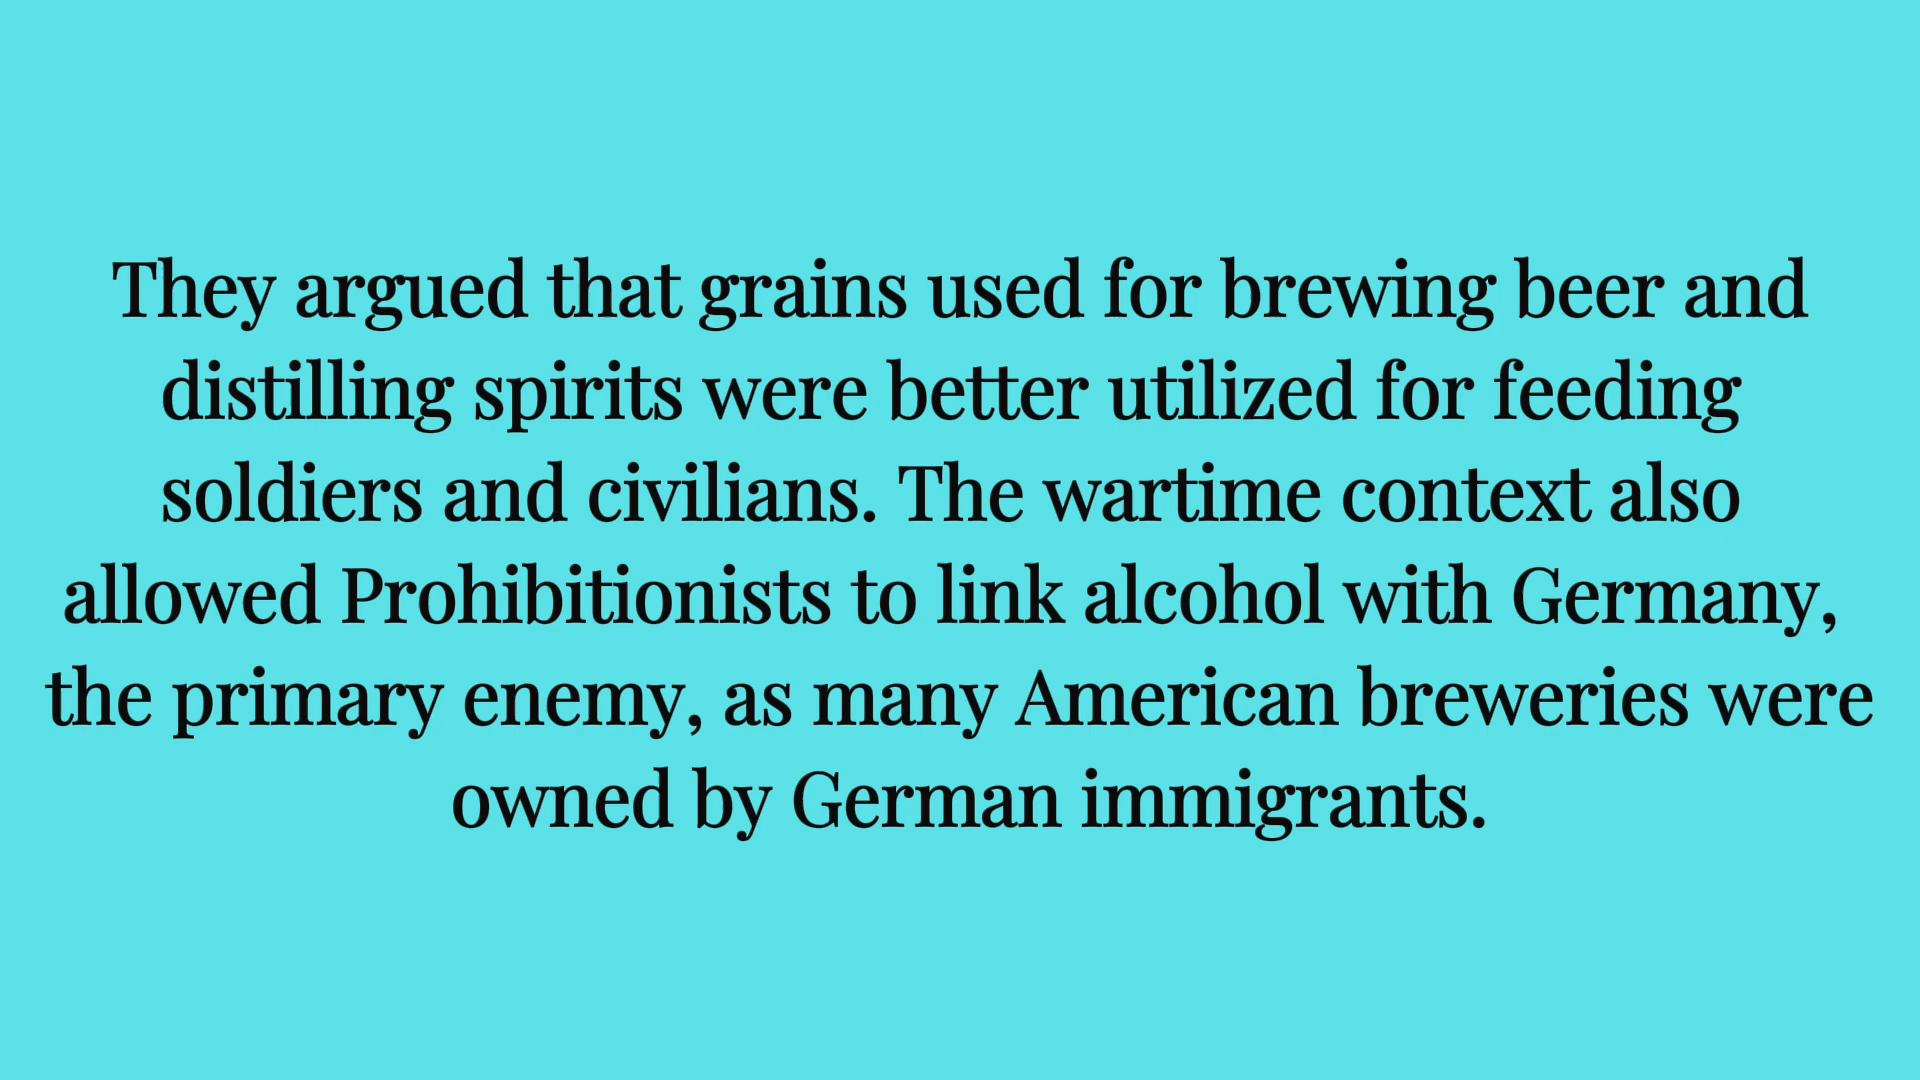 They argued that grains used for brewing beer and
distilling spirits were better utilized for feeding
soldiers and civilians. The wartime context also
allowed Prohibitionists to link alcohol with Germany,
the primary enemy, as many American breweries were
owned by German immigrants.